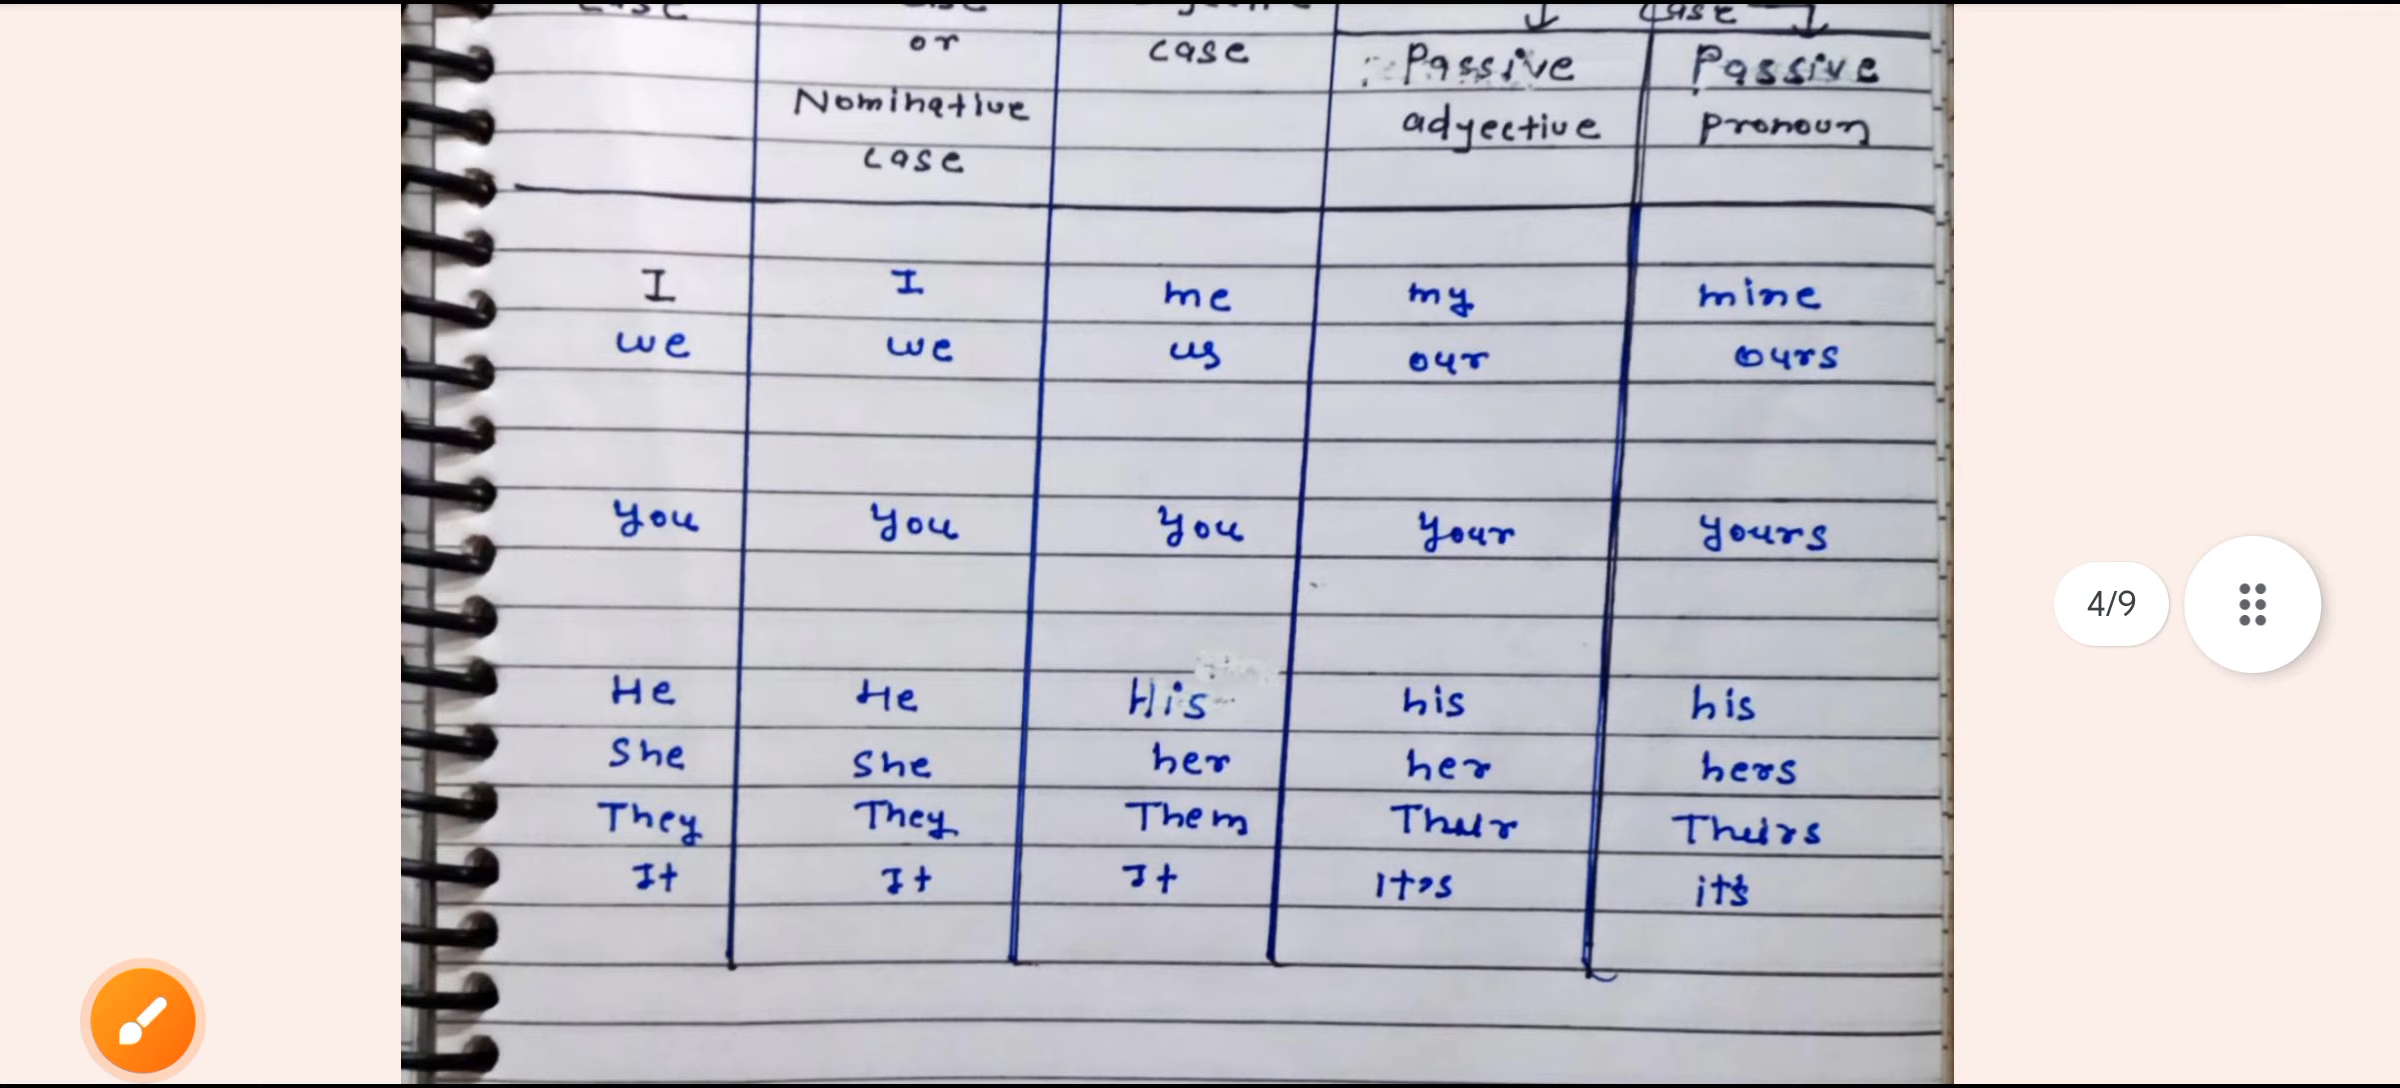 case
or case Passive Passive
Nominative adyective pronoun
case
I I me my mine
we we us our ours
you you you your yours
He He His his his
She She her her hers
They They Them Their Theirs
It It It It's it's
4/9